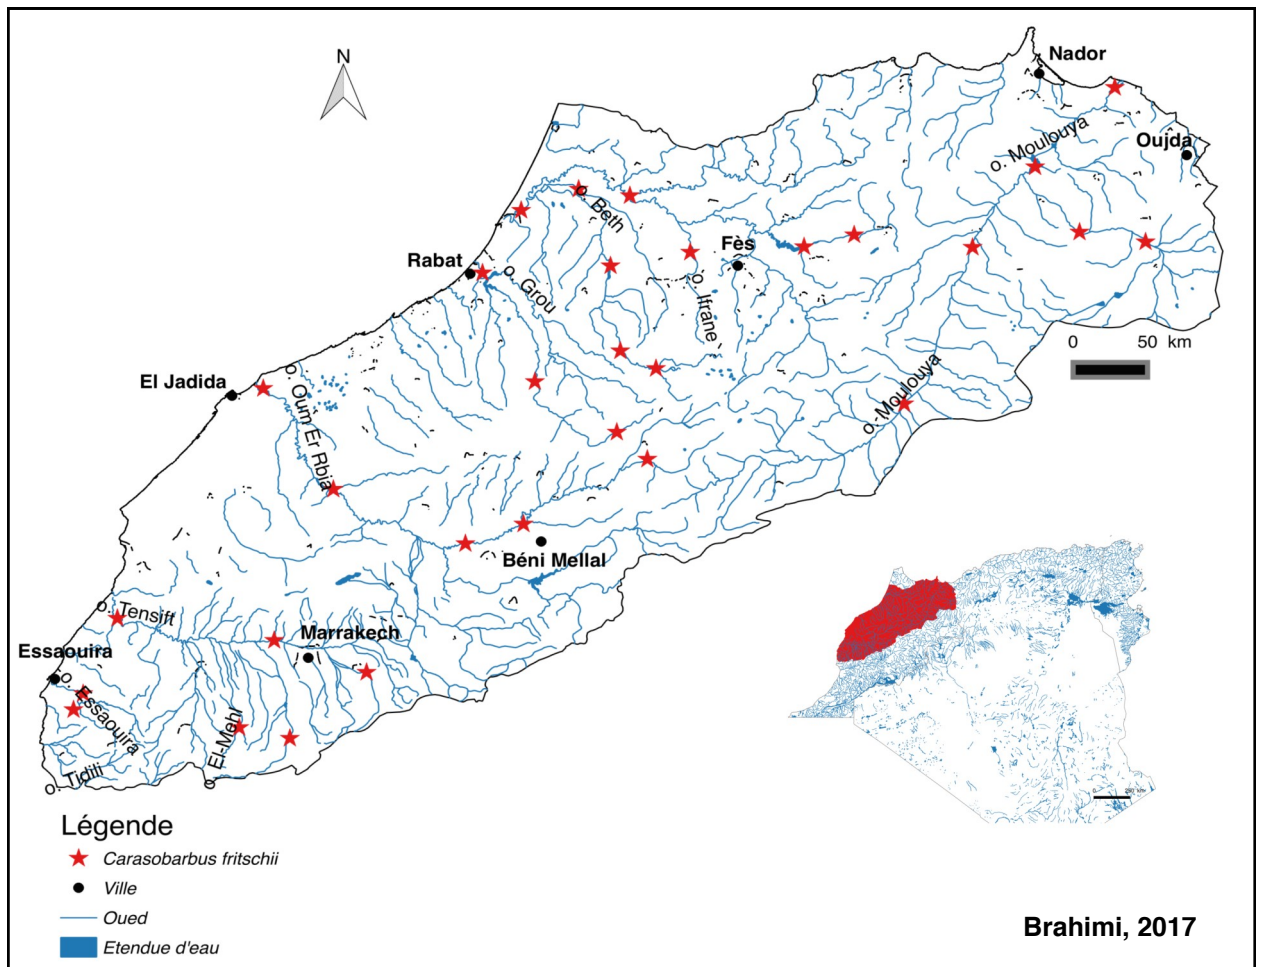 N
Nador
o. Moulouya
Oujda
o. Beth
Fès
Rabat
o. Grou
o. Ifrane
0 50 km
El Jadida
o. Oum Er Rbia
o. Moulouya
Béni Mellal
o. Tensift
Marrakech
Essaouira
o. Essaouira
o. El-Mehl
o. Tidili
Légende
Carasobarbus fritschii
Ville
Oued
Etendue d'eau
Brahimi, 2017